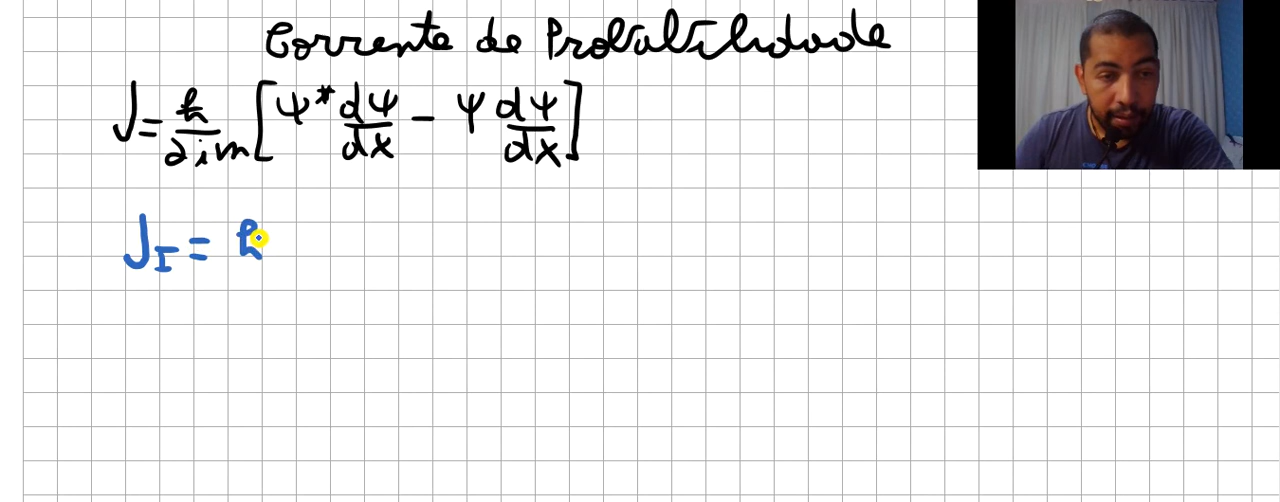 Corrente de Probabilidade
J = ħ/2im [ψ* dψ/dx − ψ dψ/dx]
J_I = ħ